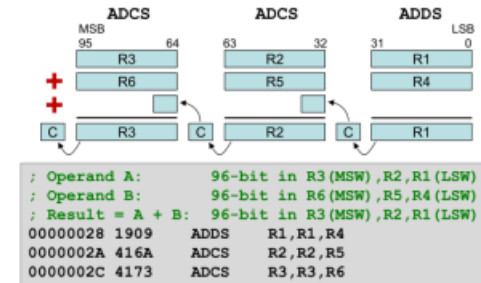 ADCS ADCS ADDS
MSB LSB
95 64 63 32 31 0
R3 R2 R1
+ R6 R5 R4
+
C R3 C R2 C R1
; Operand A: 96-bit in R3(MSW),R2,R1(LSW)
; Operand B: 96-bit in R6(MSW),R5,R4(LSW)
; Result = A + B: 96-bit in R3(MSW),R2,R1(LSW)
00000028 1909 ADDS R1,R1,R4
0000002A 416A ADCS R2,R2,R5
0000002C 4173 ADCS R3,R3,R6